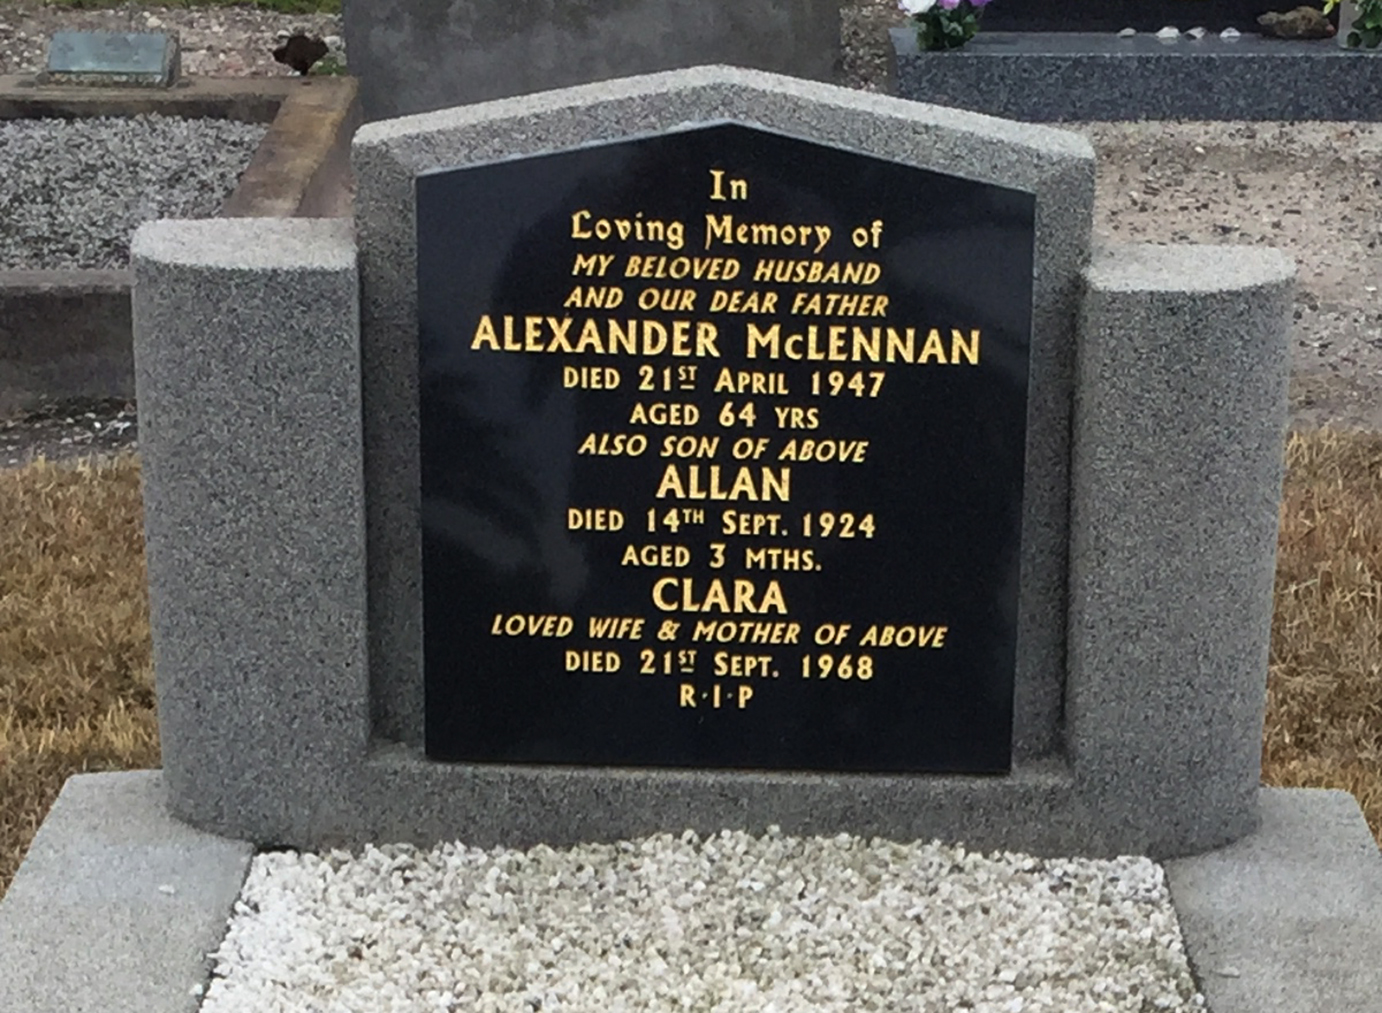 In
Loving Memory of
MY BELOVED HUSBAND
AND OUR DEAR FATHER
ALEXANDER McLENNAN
DIED 21ST APRIL 1947
AGED 64 YRS
ALSO SON OF ABOVE
ALLAN
DIED 14TH SEPT. 1924
AGED 3 MTHS.
CLARA
LOVED WIFE & MOTHER OF ABOVE
DIED 21ST SEPT. 1968
R·I·P